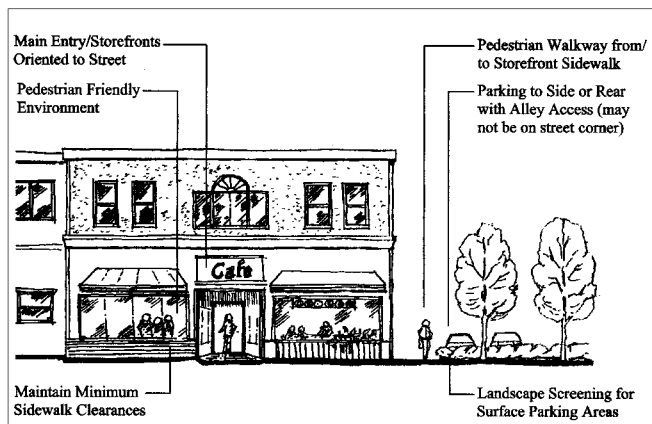 Main Entry/Storefronts
Oriented to Street
Pedestrian Friendly
Environment
Pedestrian Walkway from/
to Storefront Sidewalk
Parking to Side or Rear
with Alley Access (may
not be on street corner)
Cafe
Maintain Minimum
Sidewalk Clearances
Landscape Screening for
Surface Parking Areas